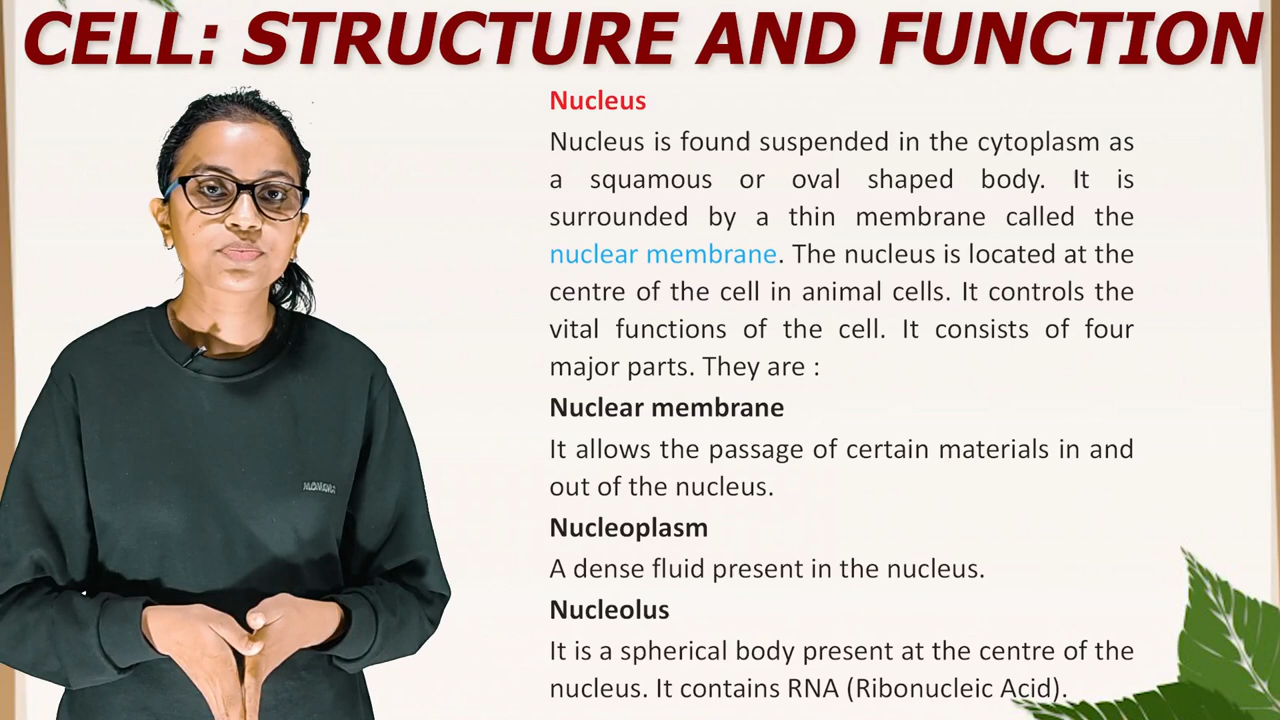 CELL: STRUCTURE AND FUNCTION
Nucleus
Nucleus is found suspended in the cytoplasm as
a squamous or oval shaped body. It is
surrounded by a thin membrane called the
nuclear membrane. The nucleus is located at the
centre of the cell in animal cells. It controls the
vital functions of the cell. It consists of four
major parts. They are :
Nuclear membrane
It allows the passage of certain materials in and
out of the nucleus.
Nucleoplasm
A dense fluid present in the nucleus.
Nucleolus
It is a spherical body present at the centre of the
nucleus. It contains RNA (Ribonucleic Acid).